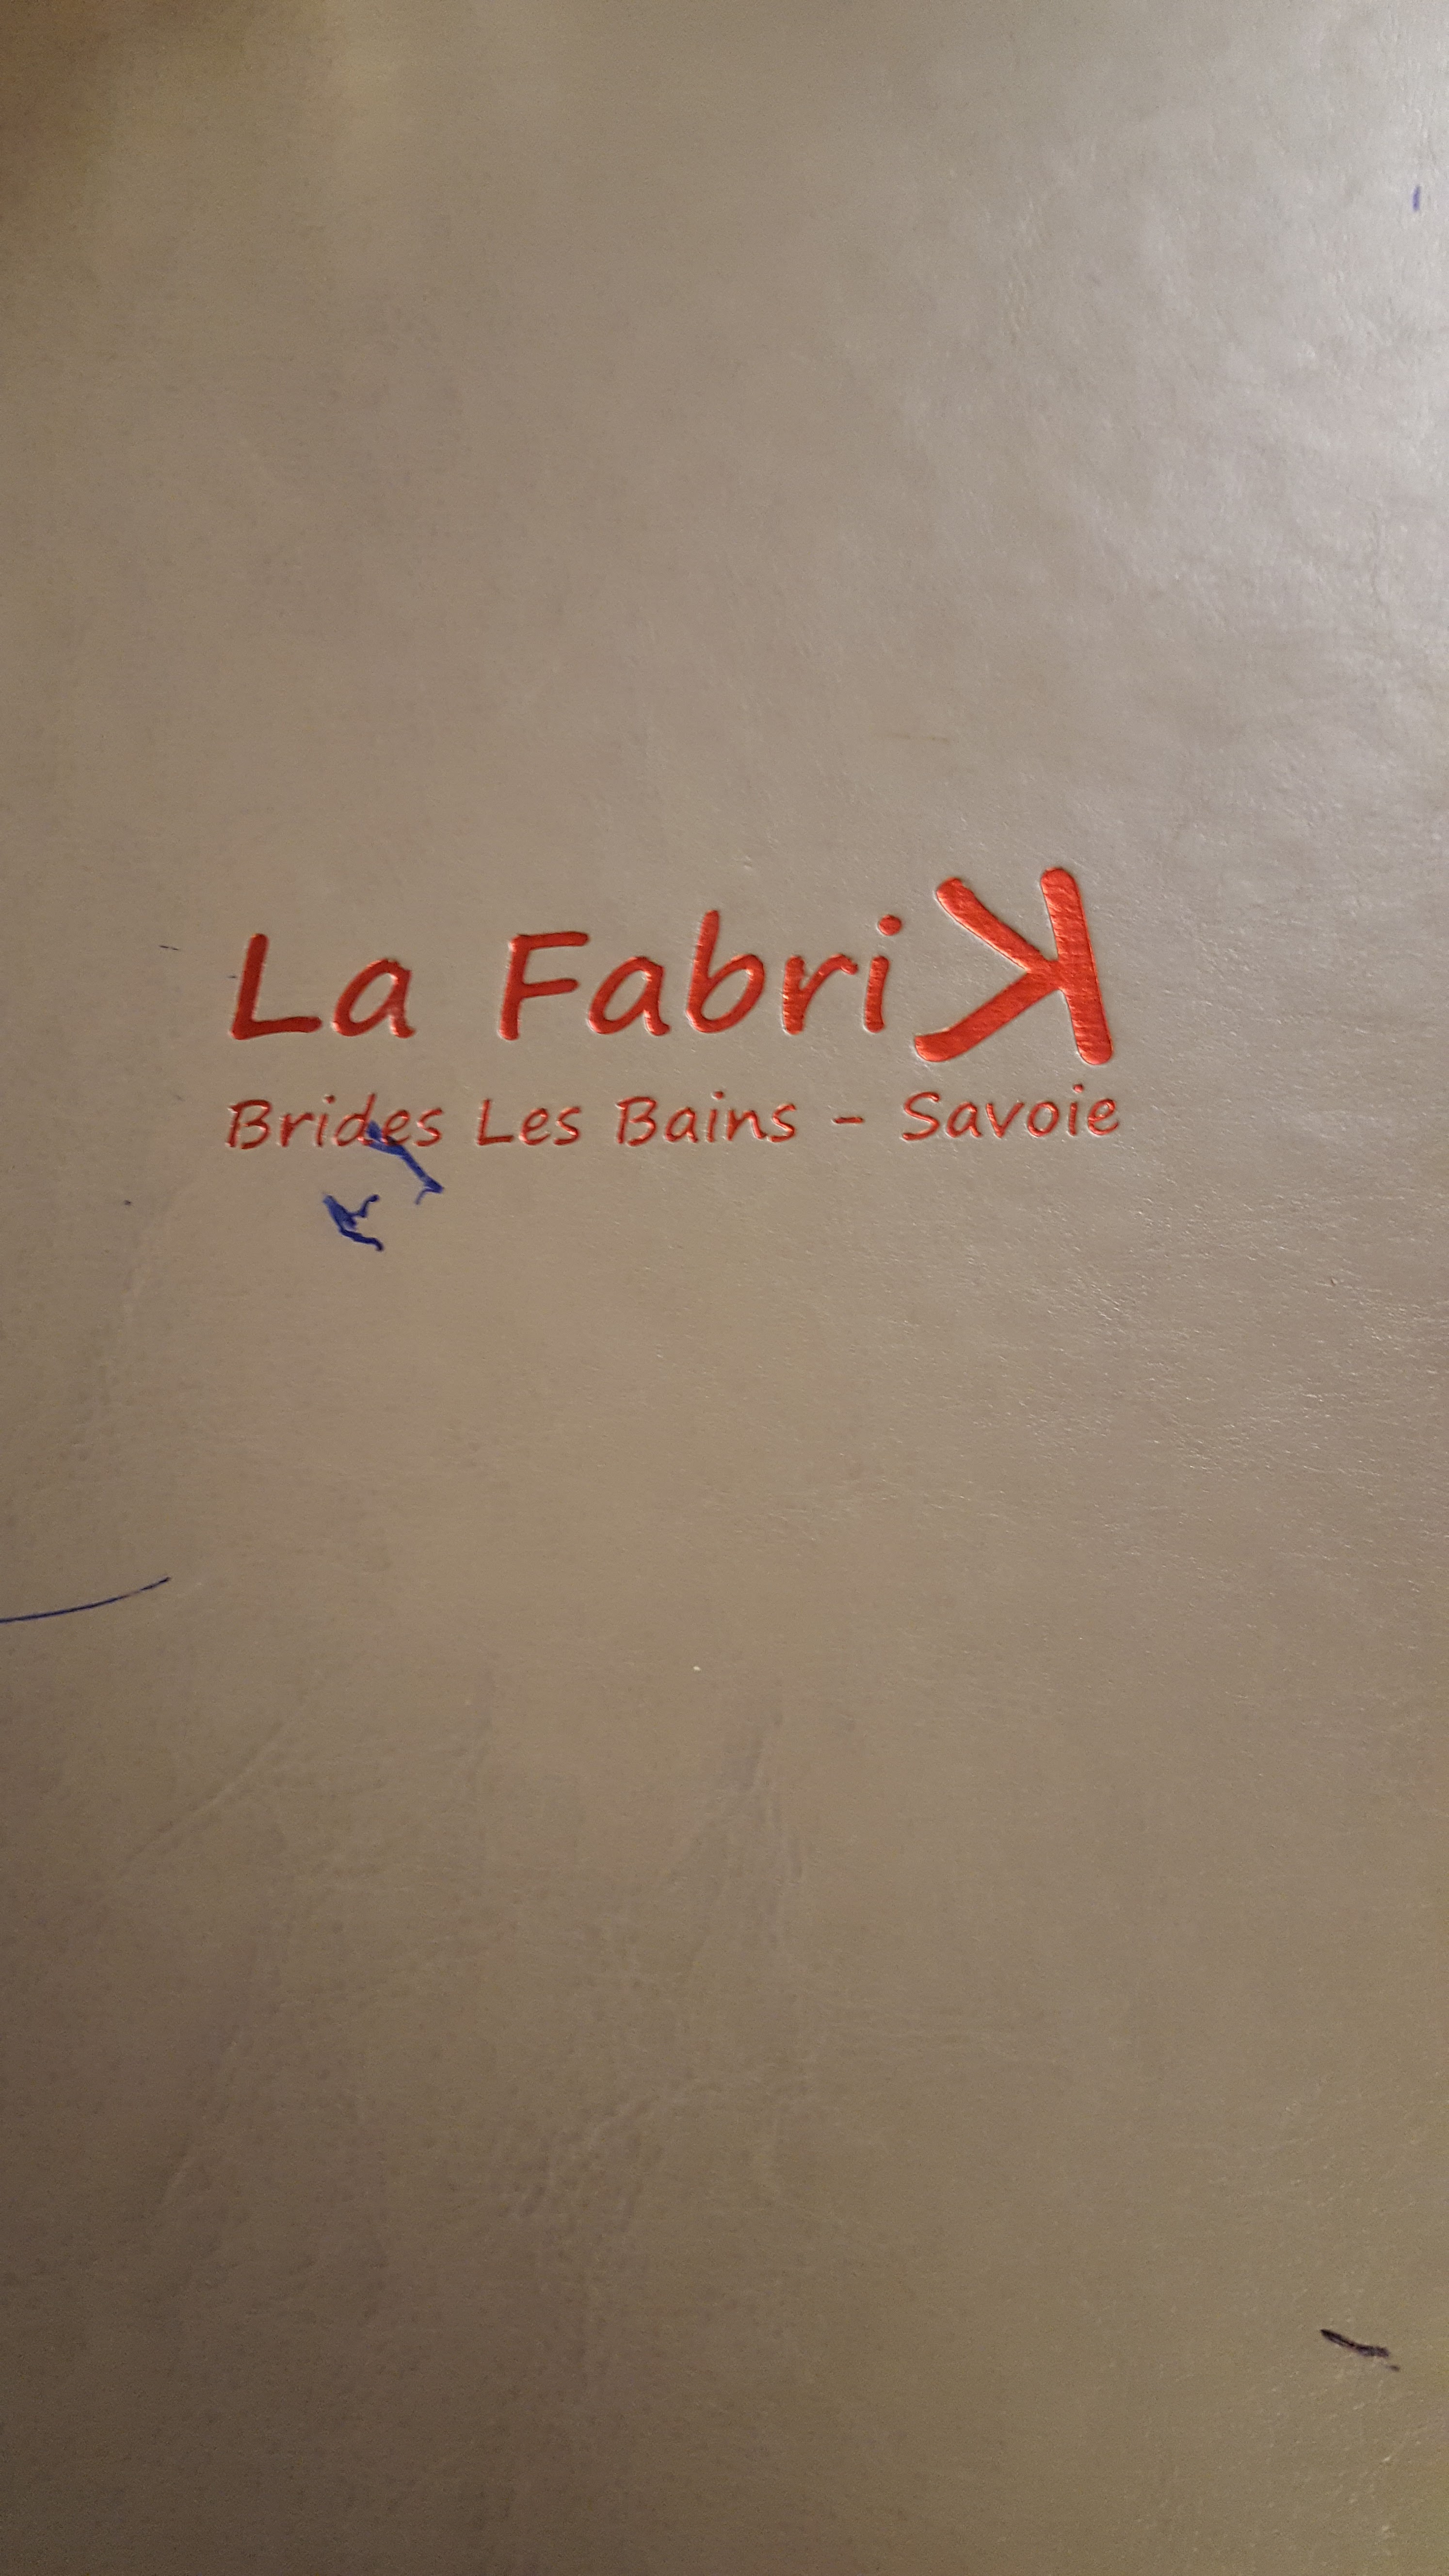 La FabriK
Brides Les Bains - Savoie